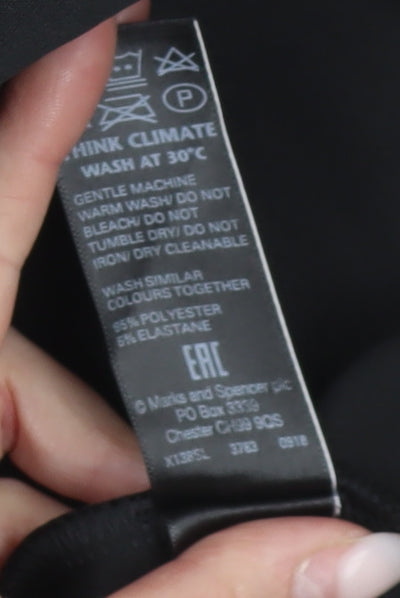 P
THINK CLIMATE
WASH AT 30°C
GENTLE MACHINE
WARM WASH/ DO NOT
BLEACH/ DO NOT
TUMBLE DRY/ DO NOT
IRON/ DRY CLEANABLE
WASH SIMILAR
COLOURS TOGETHER
95% POLYESTER
5% ELASTANE
EAC
© Marks and Spencer plc
PO Box 3339
Chester CH99 9QS
3783 0918